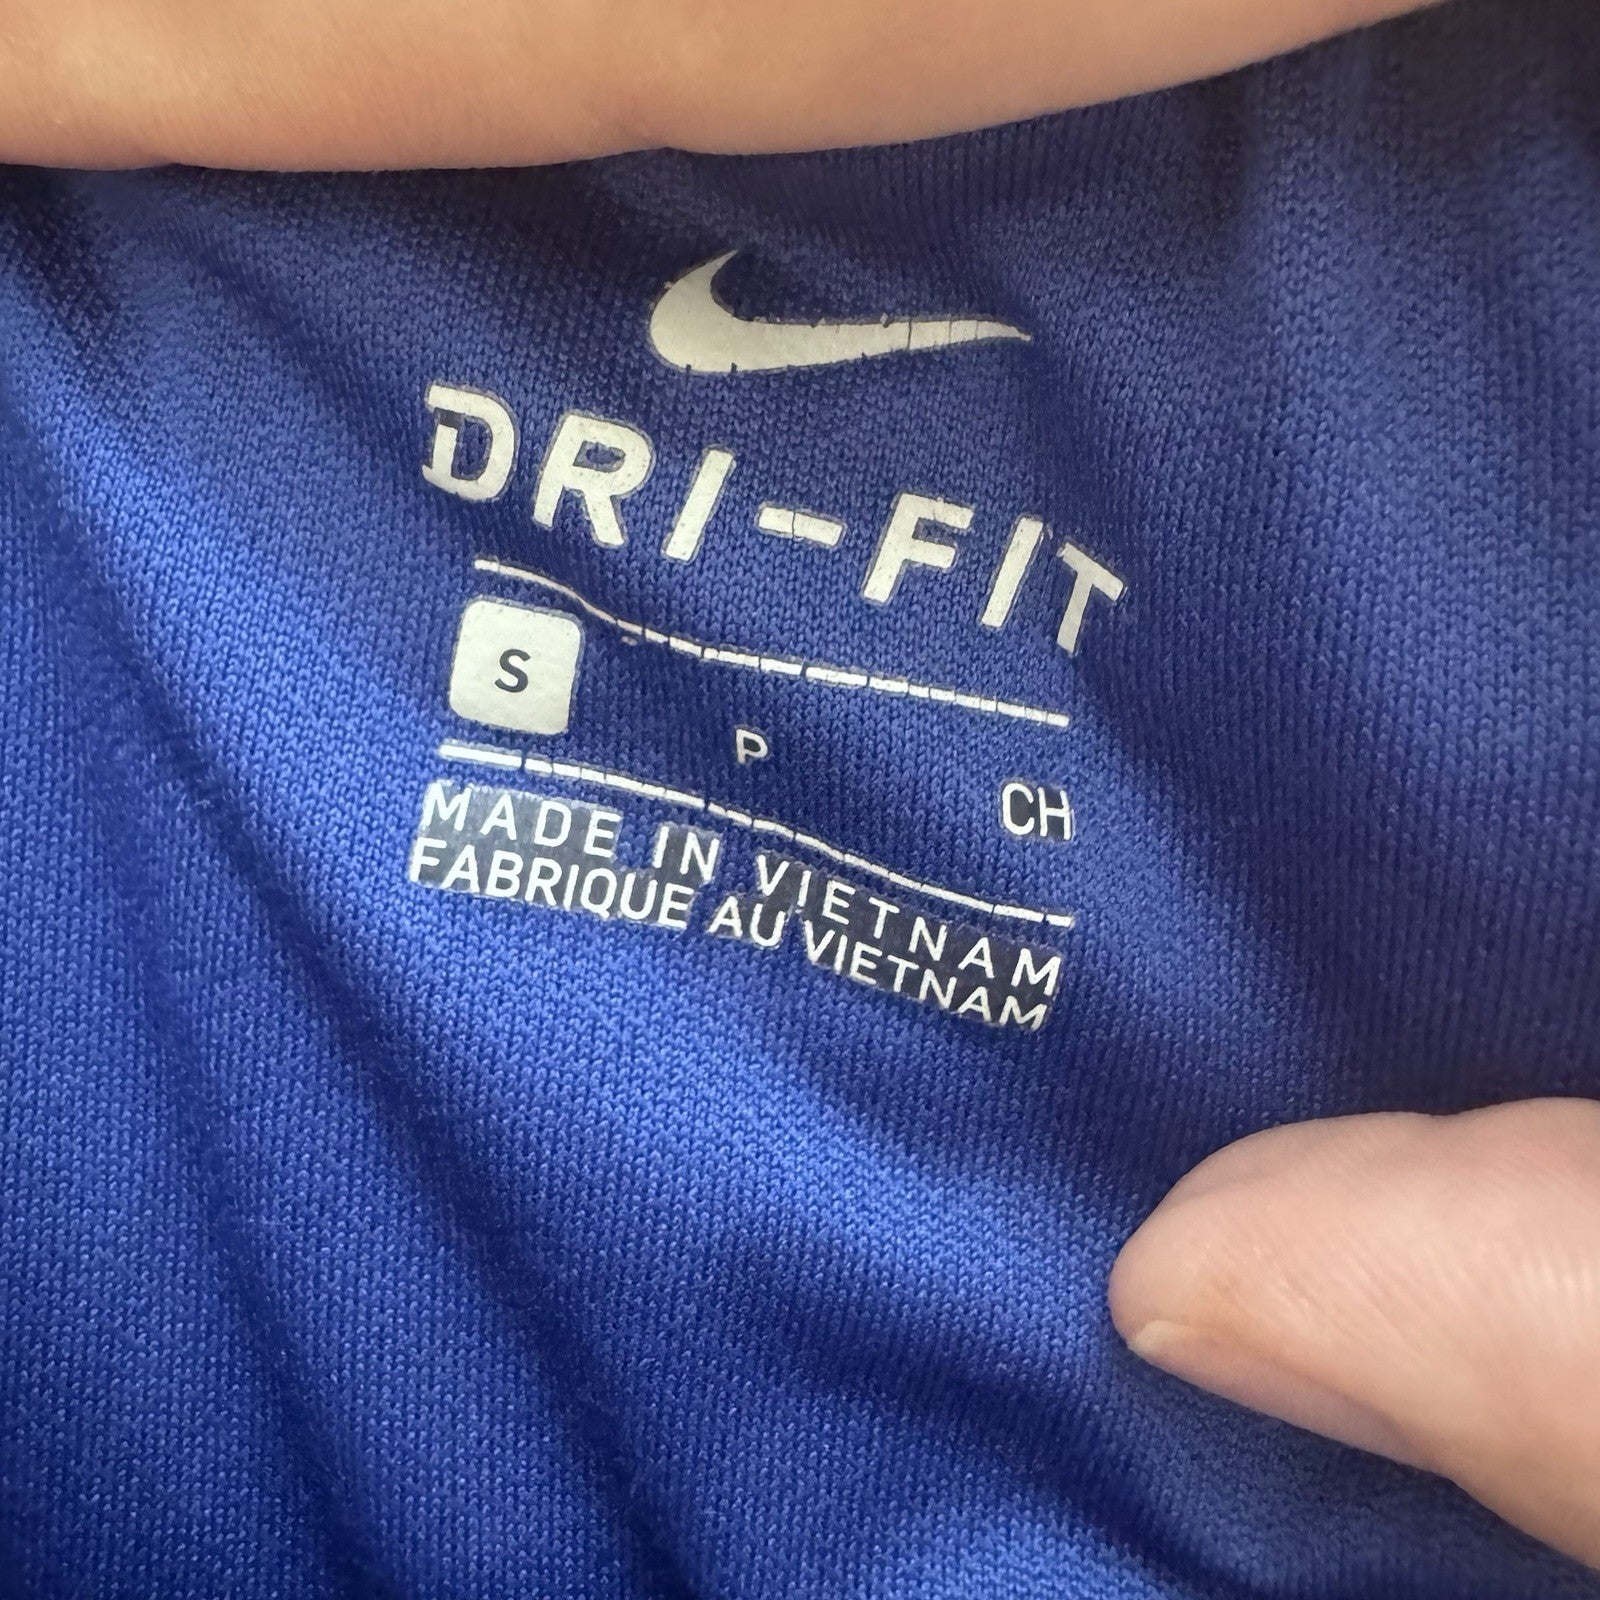 DRI-FIT
S P CH
MADE IN VIETNAM
FABRIQUE AU VIETNAM